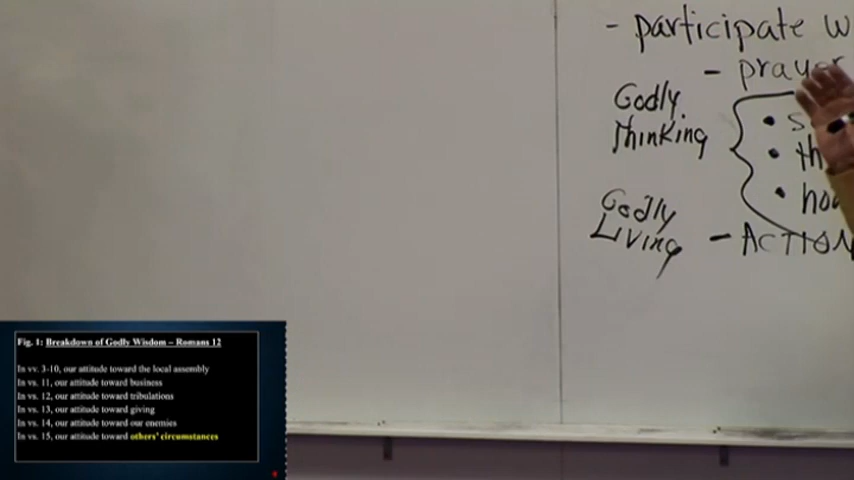 - participate w
- prayer
Godly
Thinking
• s
• th
• ho
Godly
Living - ACTION
Fig. 1: Breakdown of Godly Wisdom – Romans 12
In vv. 3-10, our attitude toward the local assembly
In vs. 11, our attitude toward business
In vs. 12, our attitude toward tribulations
In vs. 13, our attitude toward giving
In vs. 14, our attitude toward our enemies
In vs. 15, our attitude toward others' circumstances